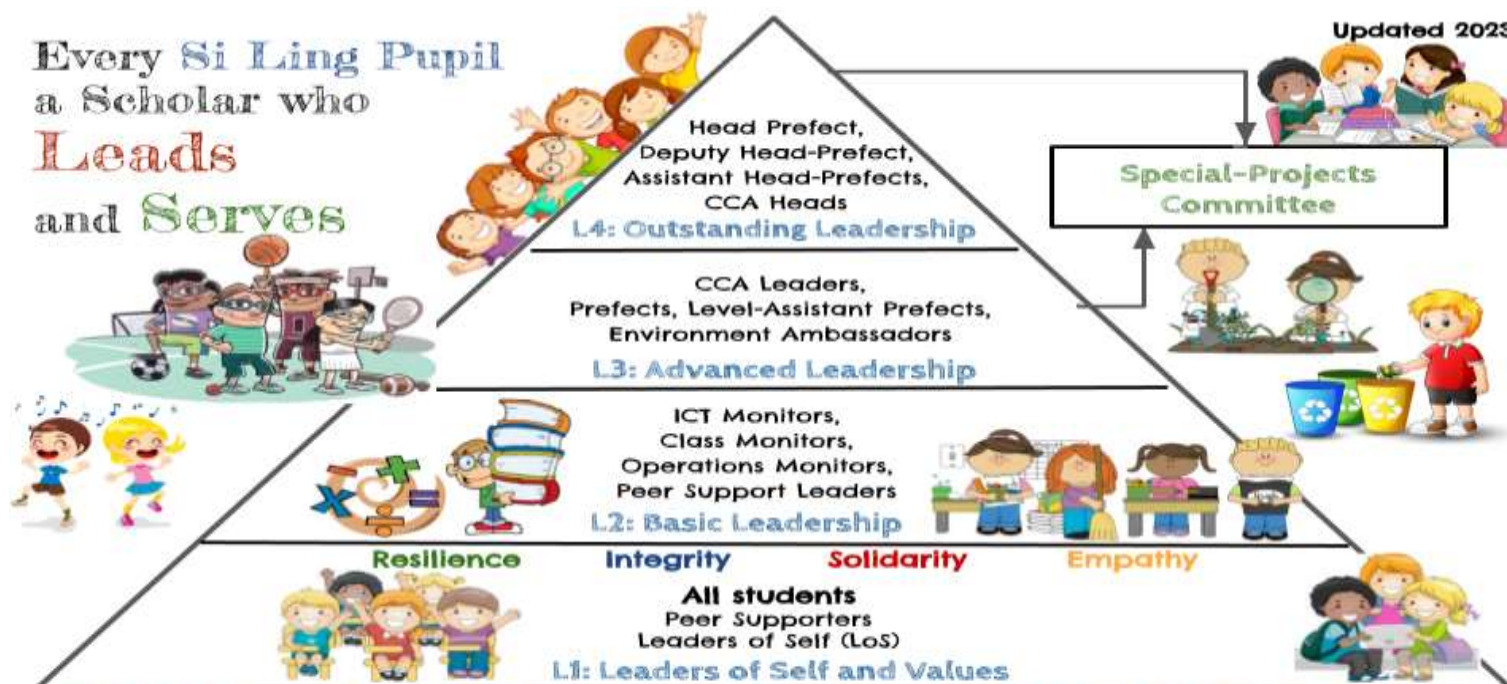 Every Si Ling Pupil
a Scholar who
Leads
and Serves
Updated 2023
Head Prefect,
Deputy Head-Prefect,
Assistant Head-Prefects,
CCA Heads
L4: Outstanding Leadership
Special-Projects
Committee
CCA Leaders,
Prefects, Level-Assistant Prefects,
Environment Ambassadors
L3: Advanced Leadership
ICT Monitors,
Class Monitors,
Operations Monitors,
Peer Support Leaders
L2: Basic Leadership
Resilience Integrity Solidarity Empathy
All students
Peer Supporters
Leaders of Self (LoS)
L1: Leaders of Self and Values